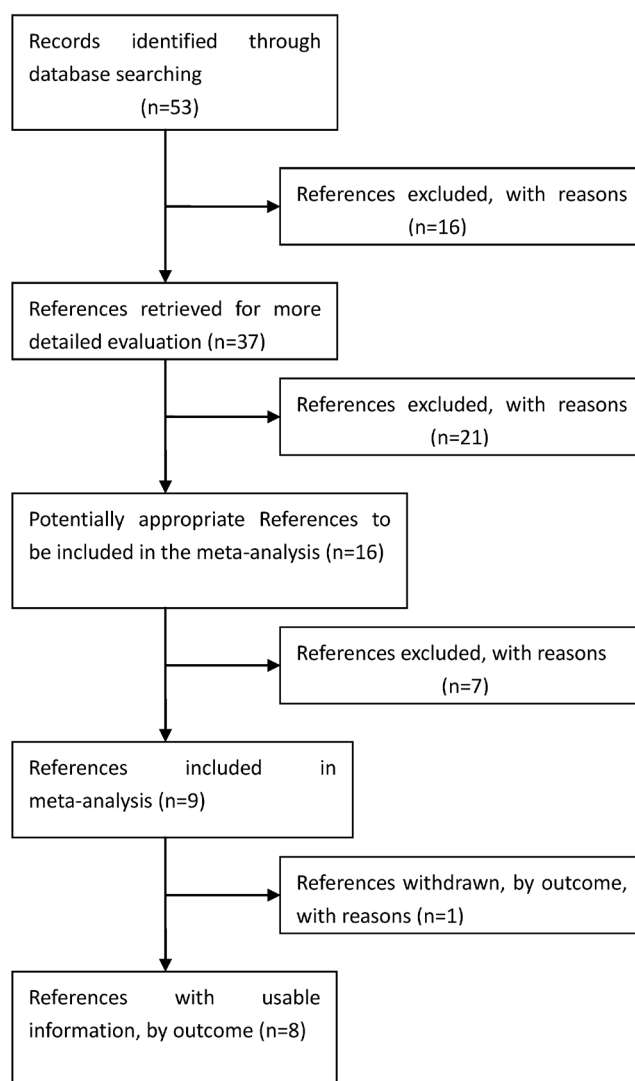 Records identified through
database searching
(n=53)
References excluded, with reasons
(n=16)
References retrieved for more
detailed evaluation (n=37)
References excluded, with reasons
(n=21)
Potentially appropriate References to
be included in the meta-analysis (n=16)
References excluded, with reasons
(n=7)
References included in
meta-analysis (n=9)
References withdrawn, by outcome,
with reasons (n=1)
References with usable
information, by outcome (n=8)